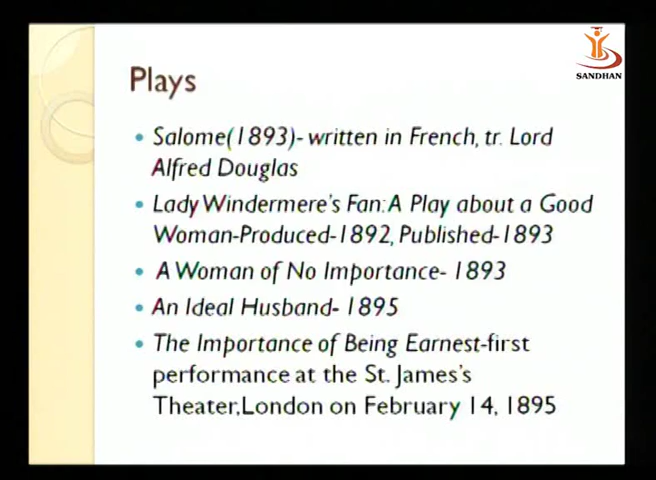 SANDHAN
Plays
Salome(1893)- written in French, tr. Lord
Alfred Douglas
Lady Windermere's Fan: A Play about a Good
Woman-Produced-1892, Published-1893
A Woman of No Importance- 1893
An Ideal Husband- 1895
The Importance of Being Earnest-first
performance at the St. James's
Theater,London on February 14, 1895